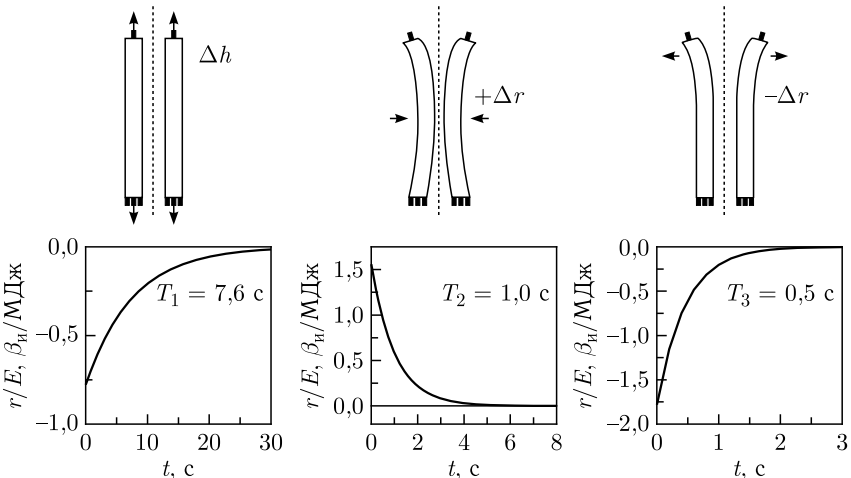 Δh
+Δr
–Δr
r/E, βи/МДж
0,0
–0,5
–1,0
T1 = 7,6 с
0
10
20
30
t, с
r/E, βи/МДж
1,5
1,0
0,5
0,0
T2 = 1,0 с
0
2
4
6
8
t, с
r/E, βи/МДж
0,0
–0,5
–1,0
–1,5
–2,0
T3 = 0,5 с
0
1
2
3
t, с